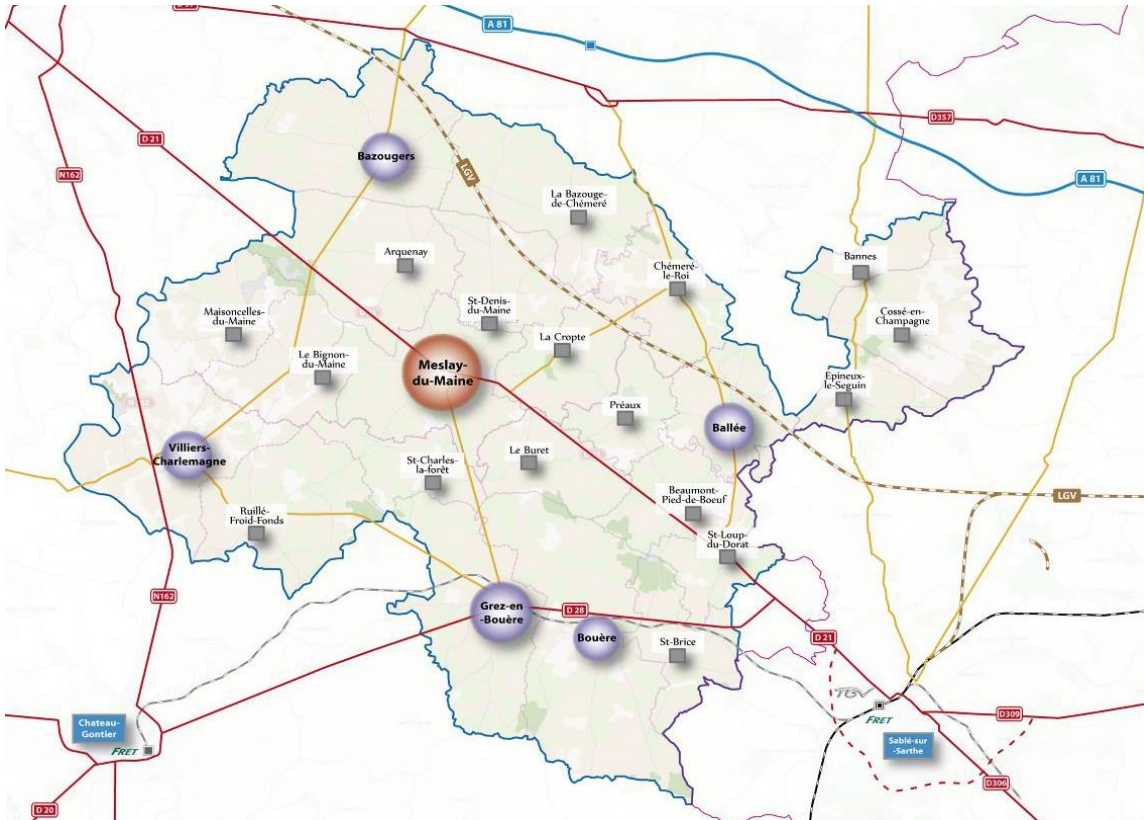 A 81
D 21
D357
N162
Bazougers
LGV
A 81
La Bazouge-
de-Chémeré
Arquenay
Bannes
Chémeré-
le-Roi
St-Denis-
du-Maine
Cossé-en-
Champagne
Maisoncelles-
du-Maine
La Cropte
Le Bignon-
du-Maine
Meslay-
du-Maine
Epineux-
le-Seguin
Préaux
Ballée
Villiers-
Charlemagne
St-Charles-
la-forêt
Le Buret
Beaumont-
Pied-de-Boeuf
LGV
Ruillé-
Froid-Fonds
St-Loup-
du-Dorat
N162
Grez-en
-Bouère
D 28
Bouère
St-Brice
D 21
TGV
FRET
D309
Chateau-
Gontier
FRET
Sablé-sur
-Sarthe
D306
D 20